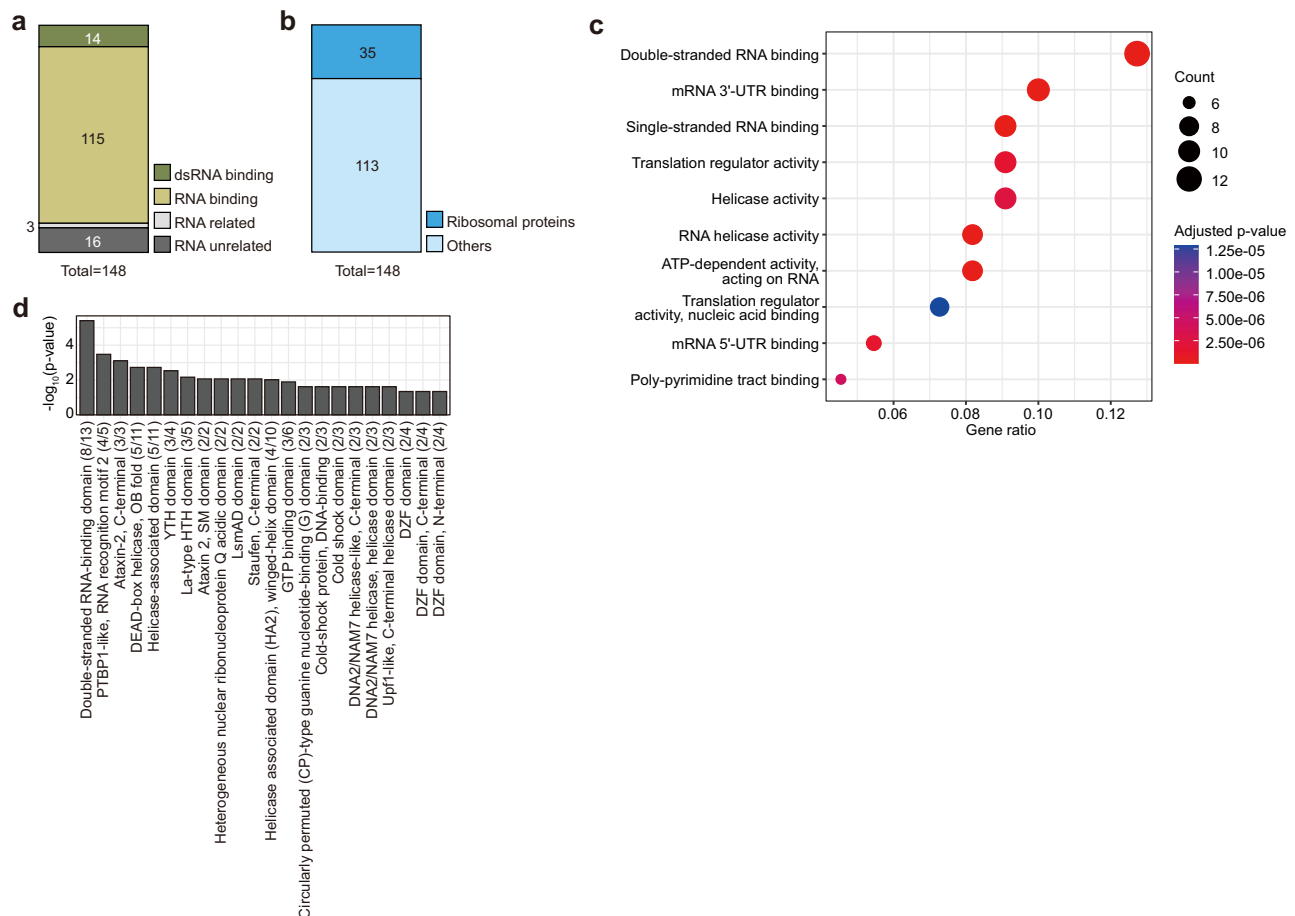 a
14
115
3
16
Total=148
dsRNA binding
RNA binding
RNA related
RNA unrelated
b
35
113
Total=148
Ribosomal proteins
Others
c
Double-stranded RNA binding
mRNA 3'-UTR binding
Single-stranded RNA binding
Translation regulator activity
Helicase activity
RNA helicase activity
ATP-dependent activity,
acting on RNA
Translation regulator
activity, nucleic acid binding
mRNA 5'-UTR binding
Poly-pyrimidine tract binding
0.06
0.08
0.10
0.12
Gene ratio
Count
6
8
10
12
Adjusted p-value
1.25e-05
1.00e-05
7.50e-06
5.00e-06
2.50e-06
d
-log10(p-value)
4
2
0
Double-stranded RNA-binding domain (8/13)
PTBP1-like, RNA recognition motif 2 (4/5)
Ataxin-2, C-terminal (3/3)
DEAD-box helicase, OB fold (5/11)
Helicase-associated domain (5/11)
YTH domain (3/4)
La-type HTH domain (3/5)
Ataxin 2, SM domain (2/2)
Heterogeneous nuclear ribonucleoprotein Q acidic domain (2/2)
LsmAD domain (2/2)
Staufen, C-terminal (2/2)
Helicase associated domain (HA2), winged-helix domain (4/10)
GTP binding domain (3/6)
Circularly permuted (CP)-type guanine nucleotide-binding (G) domain (2/3)
Cold-shock protein, DNA-binding (2/3)
Cold shock domain (2/3)
DNA2/NAM7 helicase-like, C-terminal (2/3)
DNA2/NAM7 helicase, helicase domain (2/3)
Upf1-like, C-terminal helicase domain (2/3)
DZF domain (2/4)
DZF domain, C-terminal (2/4)
DZF domain, N-terminal (2/4)